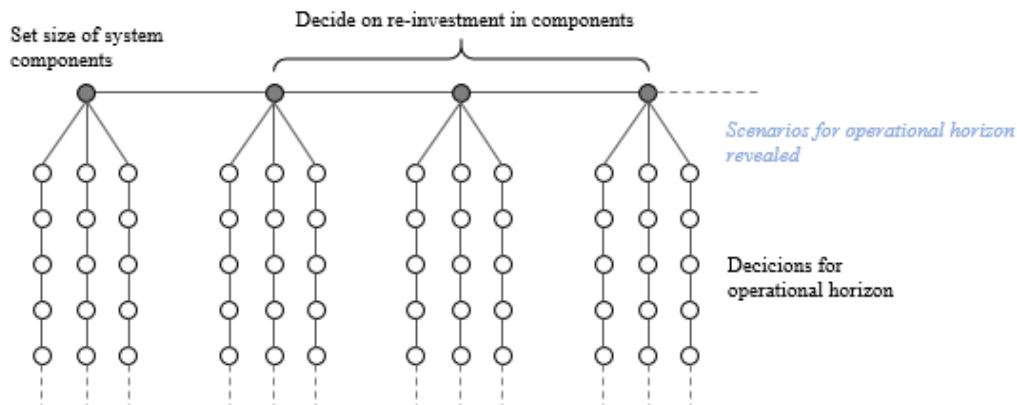 Decide on re-investment in components
Set size of system
components
Scenarios for operational horizon
revealed
Decicions for
operational horizon